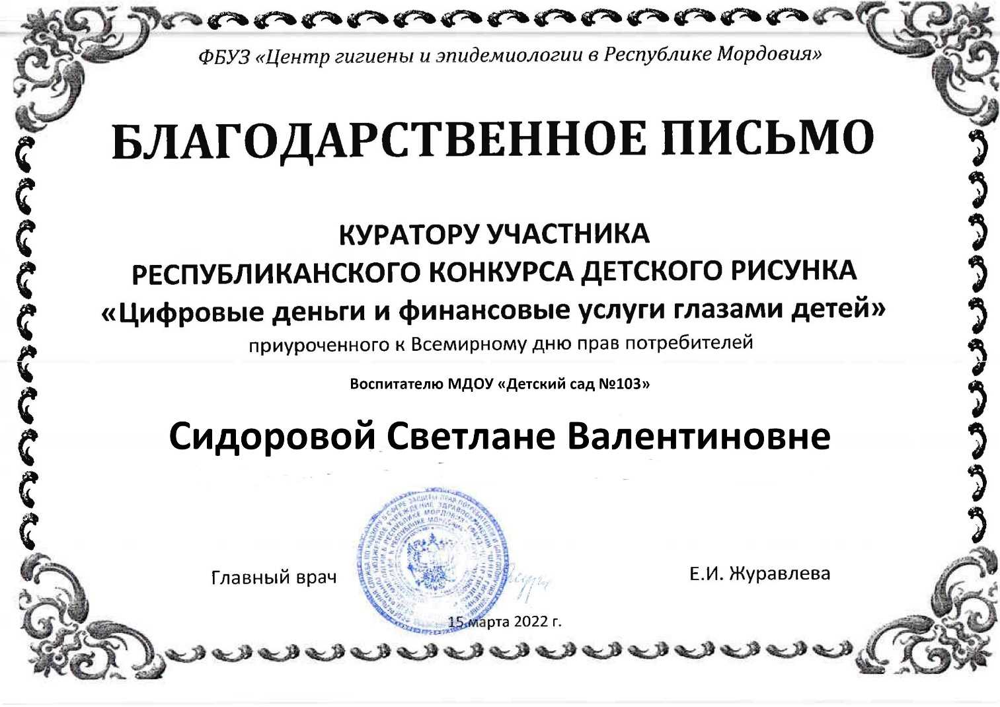 ФБУЗ «Центр гигиены и эпидемиологии в Республике Мордовия»
БЛАГОДАРСТВЕННОЕ ПИСЬМО
КУРАТОРУ УЧАСТНИКА
РЕСПУБЛИКАНСКОГО КОНКУРСА ДЕТСКОГО РИСУНКА
«Цифровые деньги и финансовые услуги глазами детей»
приуроченного к Всемирному дню прав потребителей
Воспитателю МДОУ «Детский сад №103»
Сидоровой Светлане Валентиновне
Главный врач
Е.И. Журавлева
15 марта 2022 г.